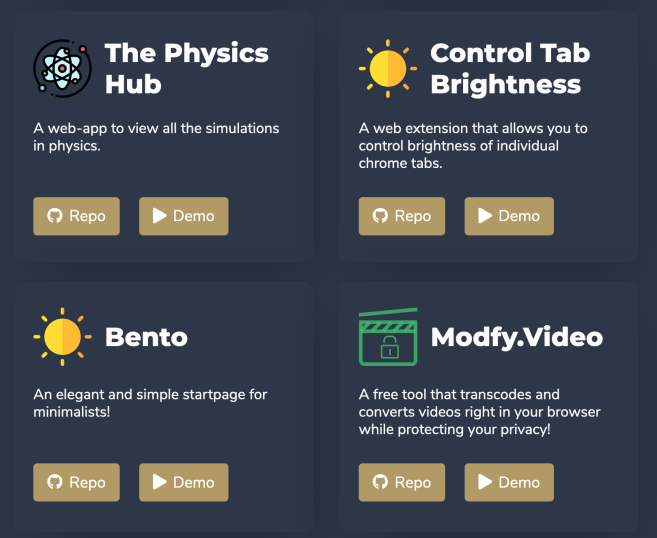 The Physics
Hub
A web-app to view all the simulations
in physics.
Repo
Demo
Control Tab
Brightness
A web extension that allows you to
control brightness of individual
chrome tabs.
Repo
Demo
Bento
An elegant and simple startpage for
minimalists!
Repo
Demo
Modfy.Video
A free tool that transcodes and
converts videos right in your browser
while protecting your privacy!
Repo
Demo